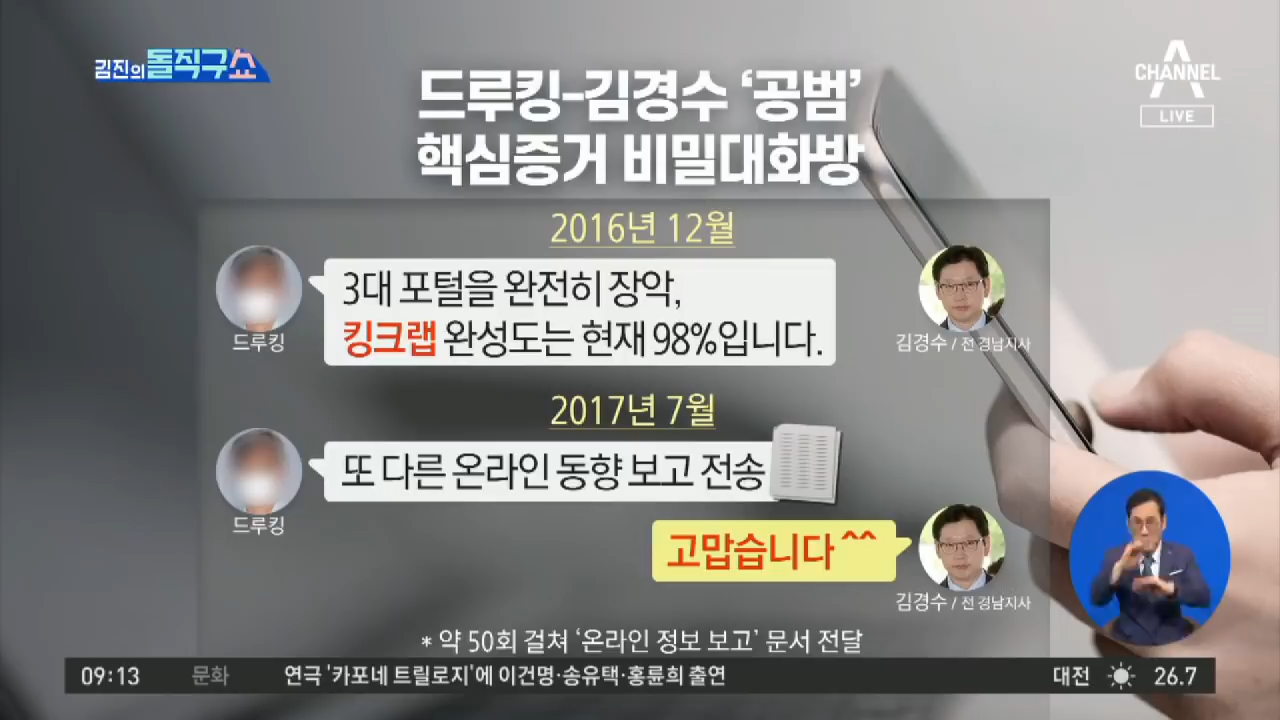 김진의 돌직구쇼
CHANNEL A
LIVE
드루킹-김경수 ‘공범’
핵심증거 비밀대화방
2016년 12월
3대 포털을 완전히 장악,
킹크랩 완성도는 현재 98%입니다.
드루킹
김경수 / 전 경남지사
2017년 7월
또 다른 온라인 동향 보고 전송
드루킹
고맙습니다 ^^
김경수 / 전 경남지사
* 약 50회 걸쳐 ‘온라인 정보 보고’ 문서 전달
09:13 문화 연극 '카포네 트릴로지'에 이건명·송유택·홍륜희 출연 대전 26.7